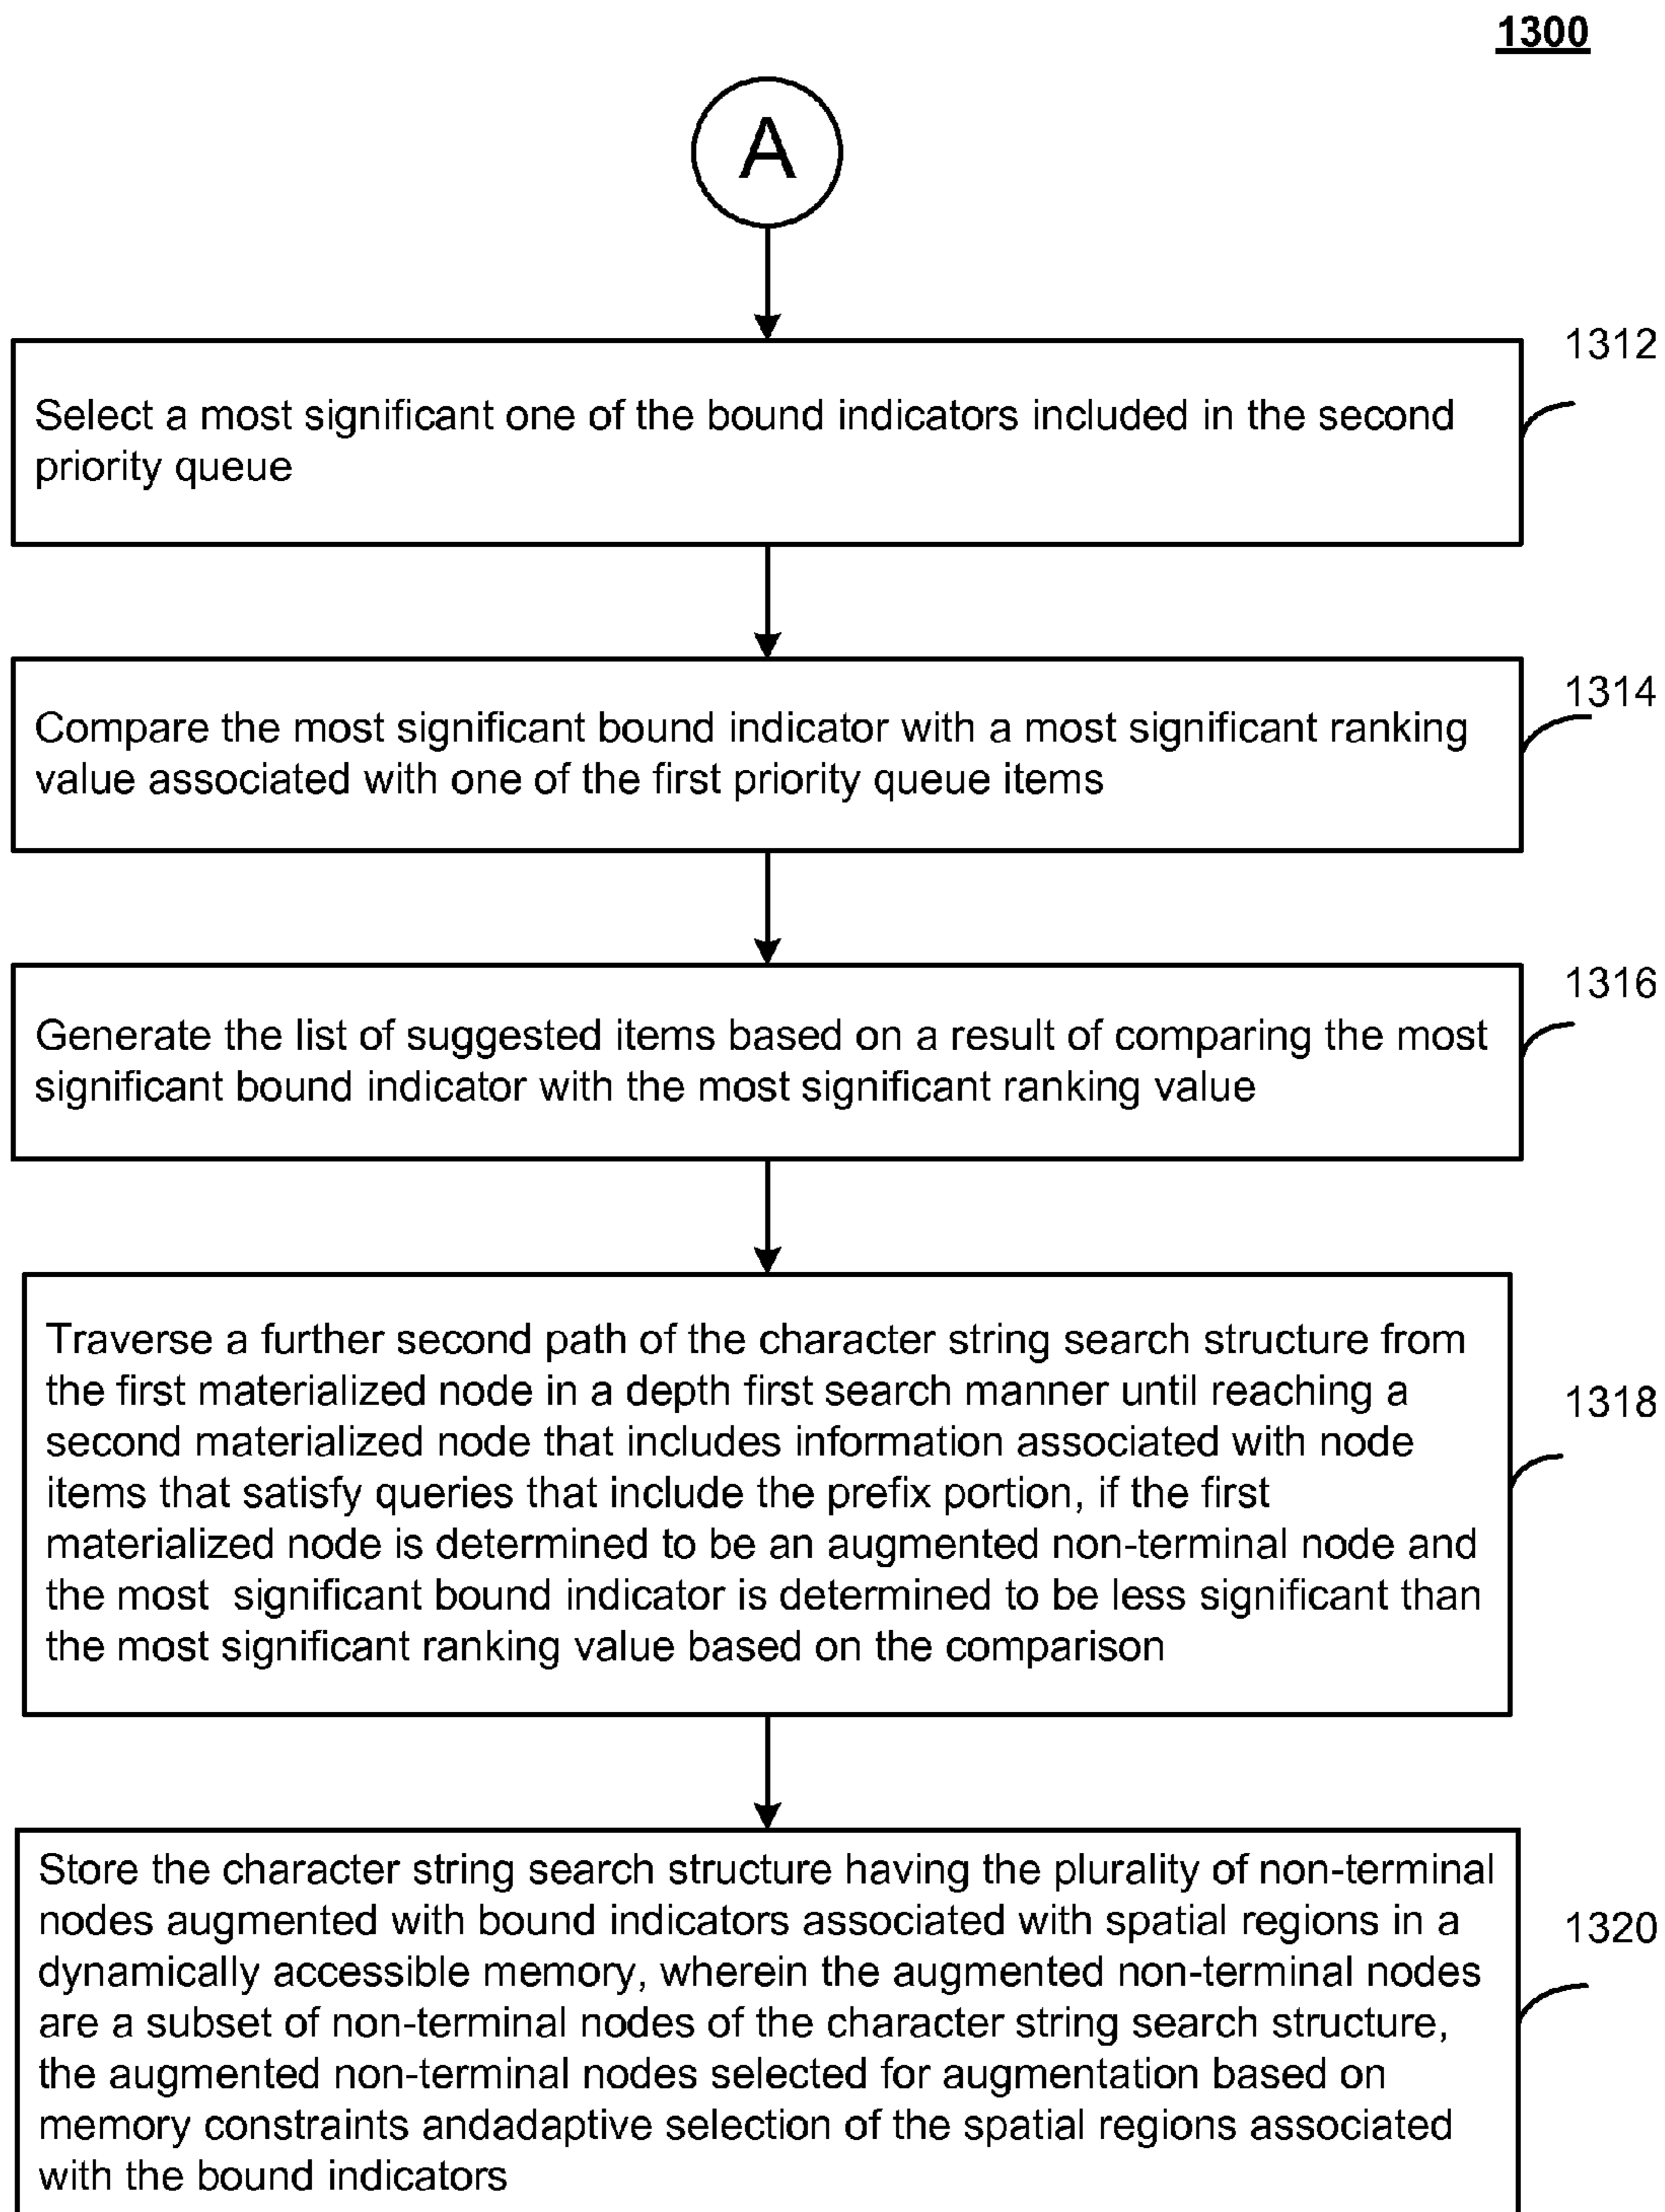 1300
A
1312
Select a most significant one of the bound indicators included in the second
priority queue
1314
Compare the most significant bound indicator with a most significant ranking
value associated with one of the first priority queue items
1316
Generate the list of suggested items based on a result of comparing the most
significant bound indicator with the most significant ranking value
Traverse a further second path of the character string search structure from
the first materialized node in a depth first search manner until reaching a
1318
second materialized node that includes information associated with node
items that satisfy queries that include the prefix portion, if the first
materialized node is determined to be an augmented non-terminal node and
the most  significant bound indicator is determined to be less significant than
the most significant ranking value based on the comparison
Store the character string search structure having the plurality of non-terminal
nodes augmented with bound indicators associated with spatial regions in a
1320
dynamically accessible memory, wherein the augmented non-terminal nodes
are a subset of non-terminal nodes of the character string search structure,
the augmented non-terminal nodes selected for augmentation based on
memory constraints andadaptive selection of the spatial regions associated
with the bound indicators